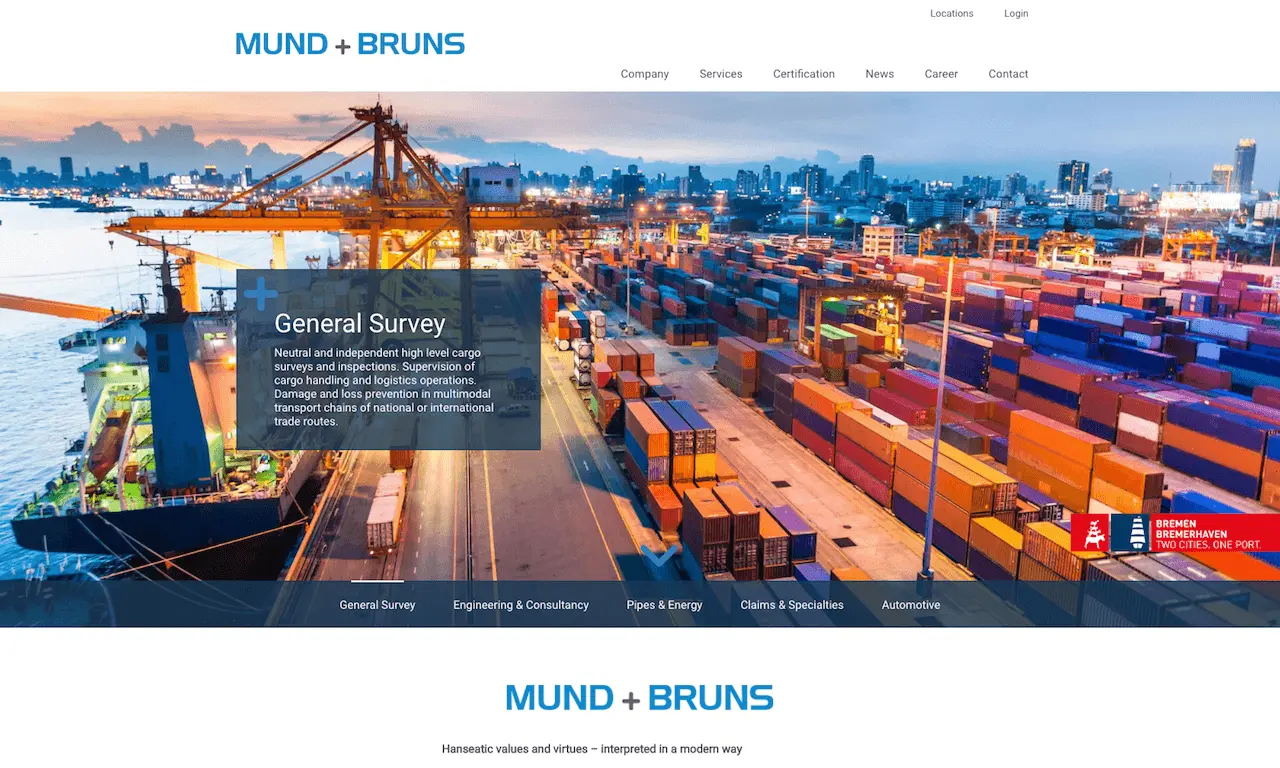 Locations Login
MUND + BRUNS
Company Services Certification News Career Contact
General Survey
Neutral and independent high level cargo
surveys and inspections. Supervision of
cargo handling and logistics operations.
Damage and loss prevention in multimodal
transport chains of national or international
trade routes.
BREMEN
BREMERHAVEN
TWO CITIES. ONE PORT.
General Survey Engineering & Consultancy Pipes & Energy Claims & Specialties Automotive
MUND + BRUNS
Hanseatic values and virtues – interpreted in a modern way